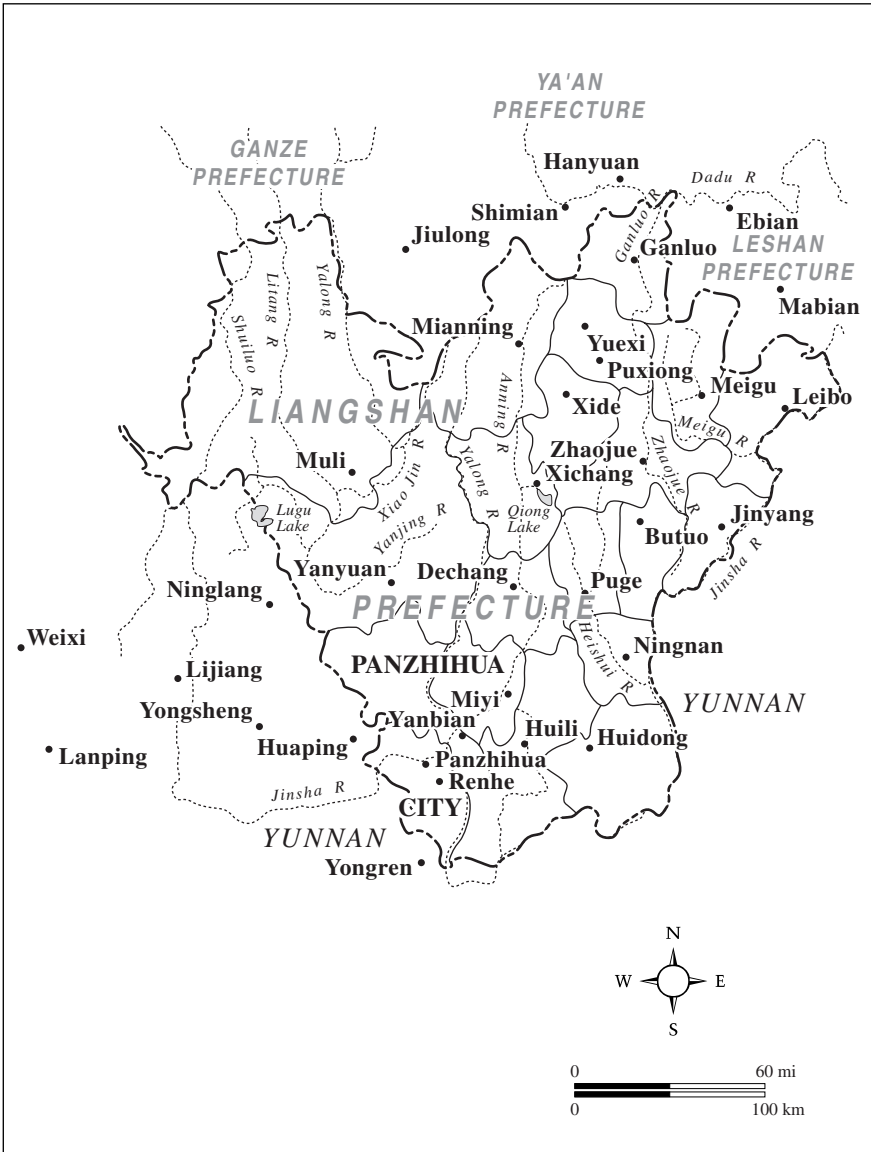 YA'AN
PREFECTURE
GANZE
PREFECTURE
Hanyuan
Dadu R
Shimian
Ganluo R
Ebian
Jiulong
Ganluo
LESHAN
PREFECTURE
Mabian
Litang R
Yalong R
Shuiluo R
Mianning
Yuexi
Puxiong
Anning R
Meigu
Xide
Leibo
LIANGSHAN
Meigu R
Zhaojue
Muli
Xiao Jin R
Yalong R
Xichang
Zhaojue R
Lugu
Lake
Yanjing R
Qiong
Lake
Jinyang
Butuo
Jinsha R
Yanyuan
Dechang
Puge
Ninglang
PREFECTURE
Weixi
Heishui R
Ningnan
PANZHIHUA
Lijiang
Miyi
YUNNAN
Yongsheng
Yanbian
Huili
Huaping
Huidong
Lanping
Panzhihua
Renhe
Jinsha R
CITY
YUNNAN
Yongren
N
W
E
S
0
60 mi
0
100 km